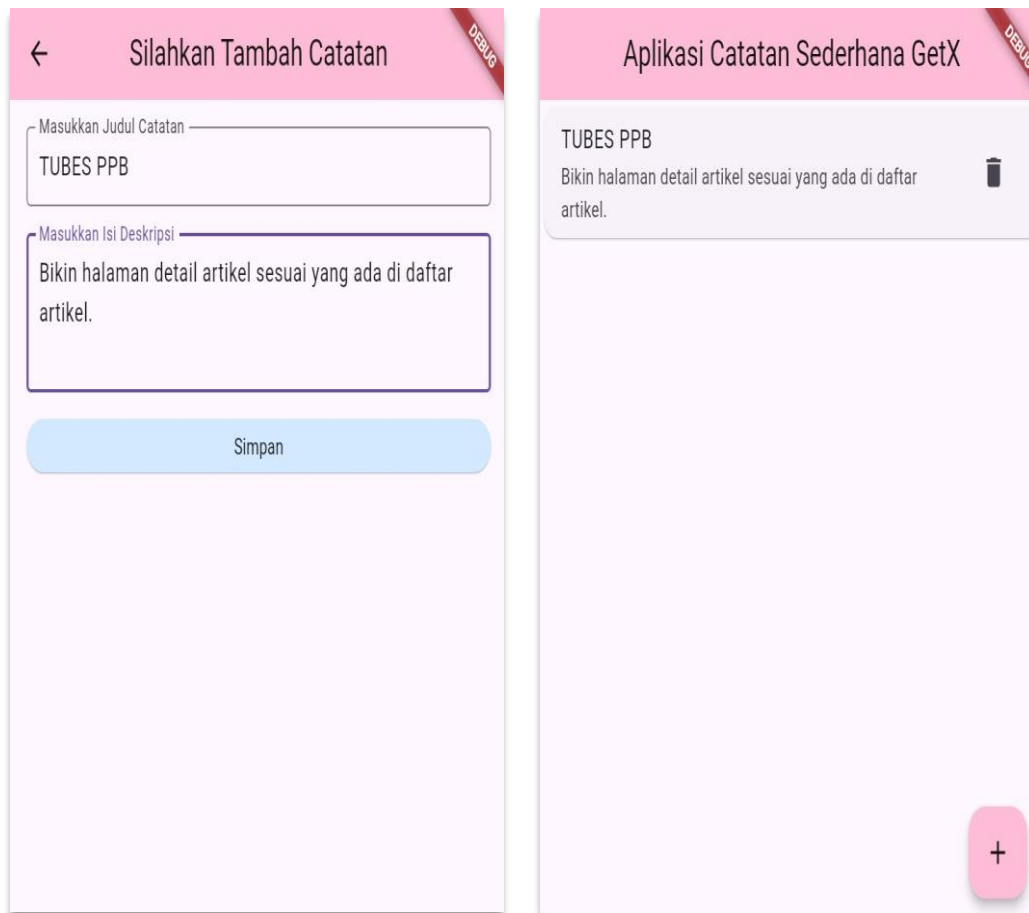 Silahkan Tambah Catatan
DEBUG
Masukkan Judul Catatan
TUBES PPB
Masukkan Isi Deskripsi
Bikin halaman detail artikel sesuai yang ada di daftar
artikel.
Simpan
Aplikasi Catatan Sederhana GetX
DEBUG
TUBES PPB
Bikin halaman detail artikel sesuai yang ada di daftar
artikel.
+